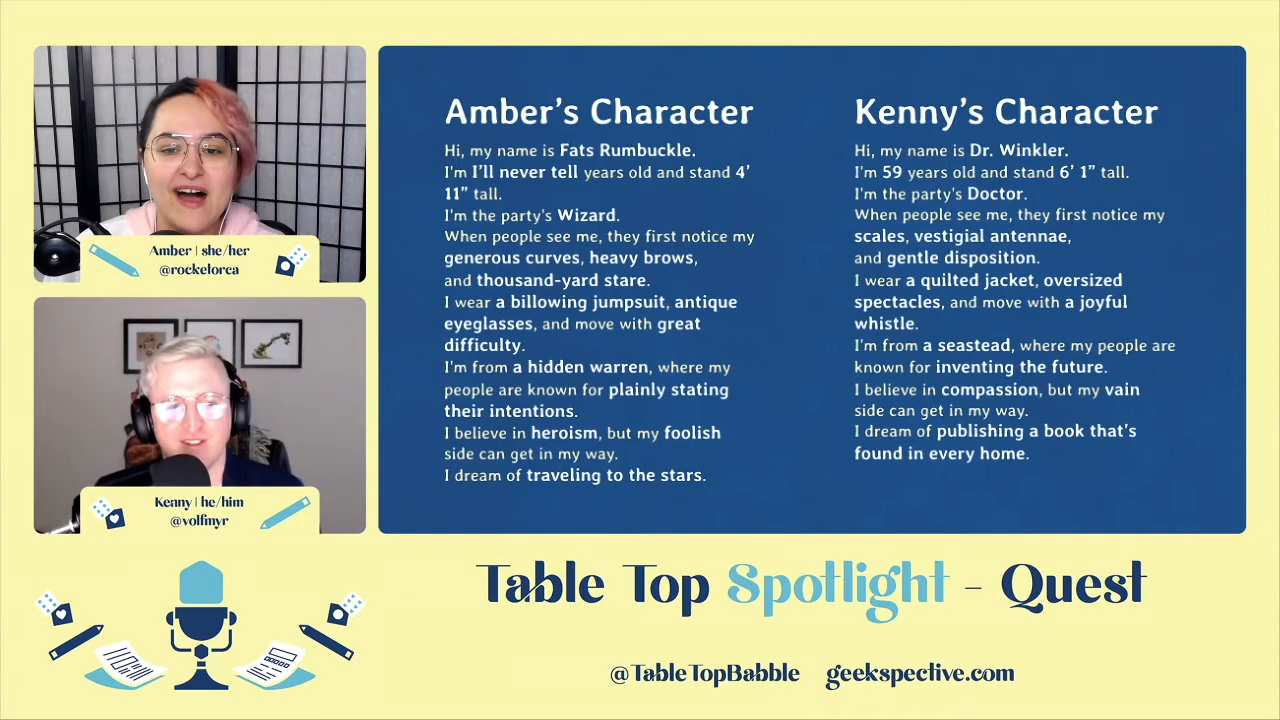 Amber | she/her
@rockelorca
Kenny | he/him
@volfmyr
Amber's Character
Hi, my name is Fats Rumbuckle.
I'm I'll never tell years old and stand 4'
11” tall.
I'm the party's Wizard.
When people see me, they first notice my
generous curves, heavy brows,
and thousand-yard stare.
I wear a billowing jumpsuit, antique
eyeglasses, and move with great
difficulty.
I'm from a hidden warren, where my
people are known for plainly stating
their intentions.
I believe in heroism, but my foolish
side can get in my way.
I dream of traveling to the stars.
Kenny's Character
Hi, my name is Dr. Winkler.
I'm 59 years old and stand 6' 1” tall.
I'm the party's Doctor.
When people see me, they first notice my
scales, vestigial antennae,
and gentle disposition.
I wear a quilted jacket, oversized
spectacles, and move with a joyful
whistle.
I'm from a seastead, where my people are
known for inventing the future.
I believe in compassion, but my vain
side can get in my way.
I dream of publishing a book that's
found in every home.
Table Top Spotlight - Quest
@TableTopBabble geekspective.com